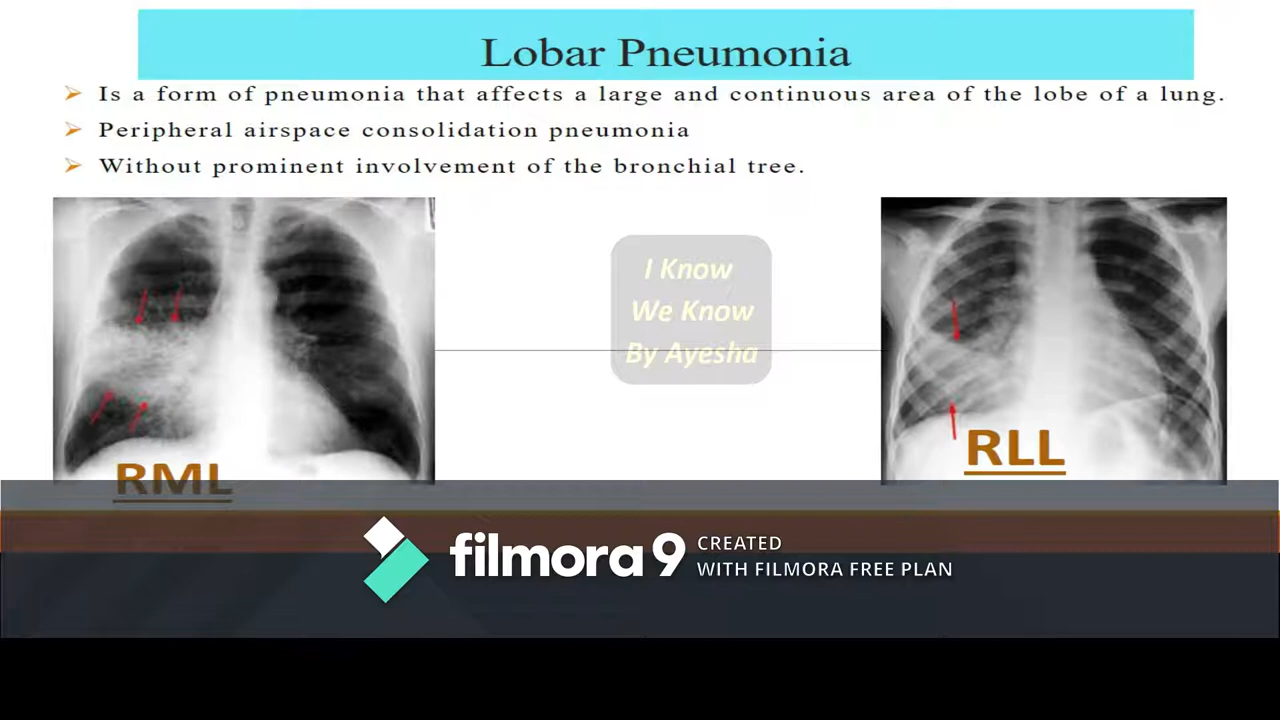 Lobar Pneumonia
Is a form of pneumonia that affects a large and continuous area of the lobe of a lung.
Peripheral airspace consolidation pneumonia
Without prominent involvement of the bronchial tree.
I Know
We Know
By Ayesha
RML
RLL
filmora 9
CREATED
WITH FILMORA FREE PLAN